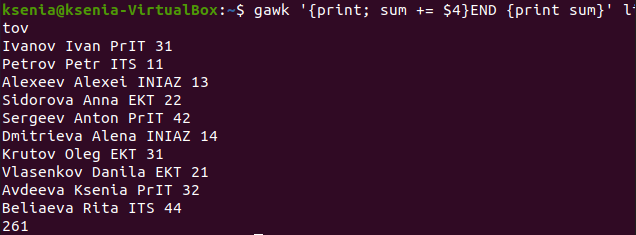 ksenia@ksenia-VirtualBox:~$ gawk '{print; sum += $4}END {print sum}' li
tov
Ivanov Ivan PrIT 31
Petrov Petr ITS 11
Alexeev Alexei INIAZ 13
Sidorova Anna EKT 22
Sergeev Anton PrIT 42
Dmitrieva Alena INIAZ 14
Krutov Oleg EKT 31
Vlasenkov Danila EKT 21
Avdeeva Ksenia PrIT 32
Beliaeva Rita ITS 44
261